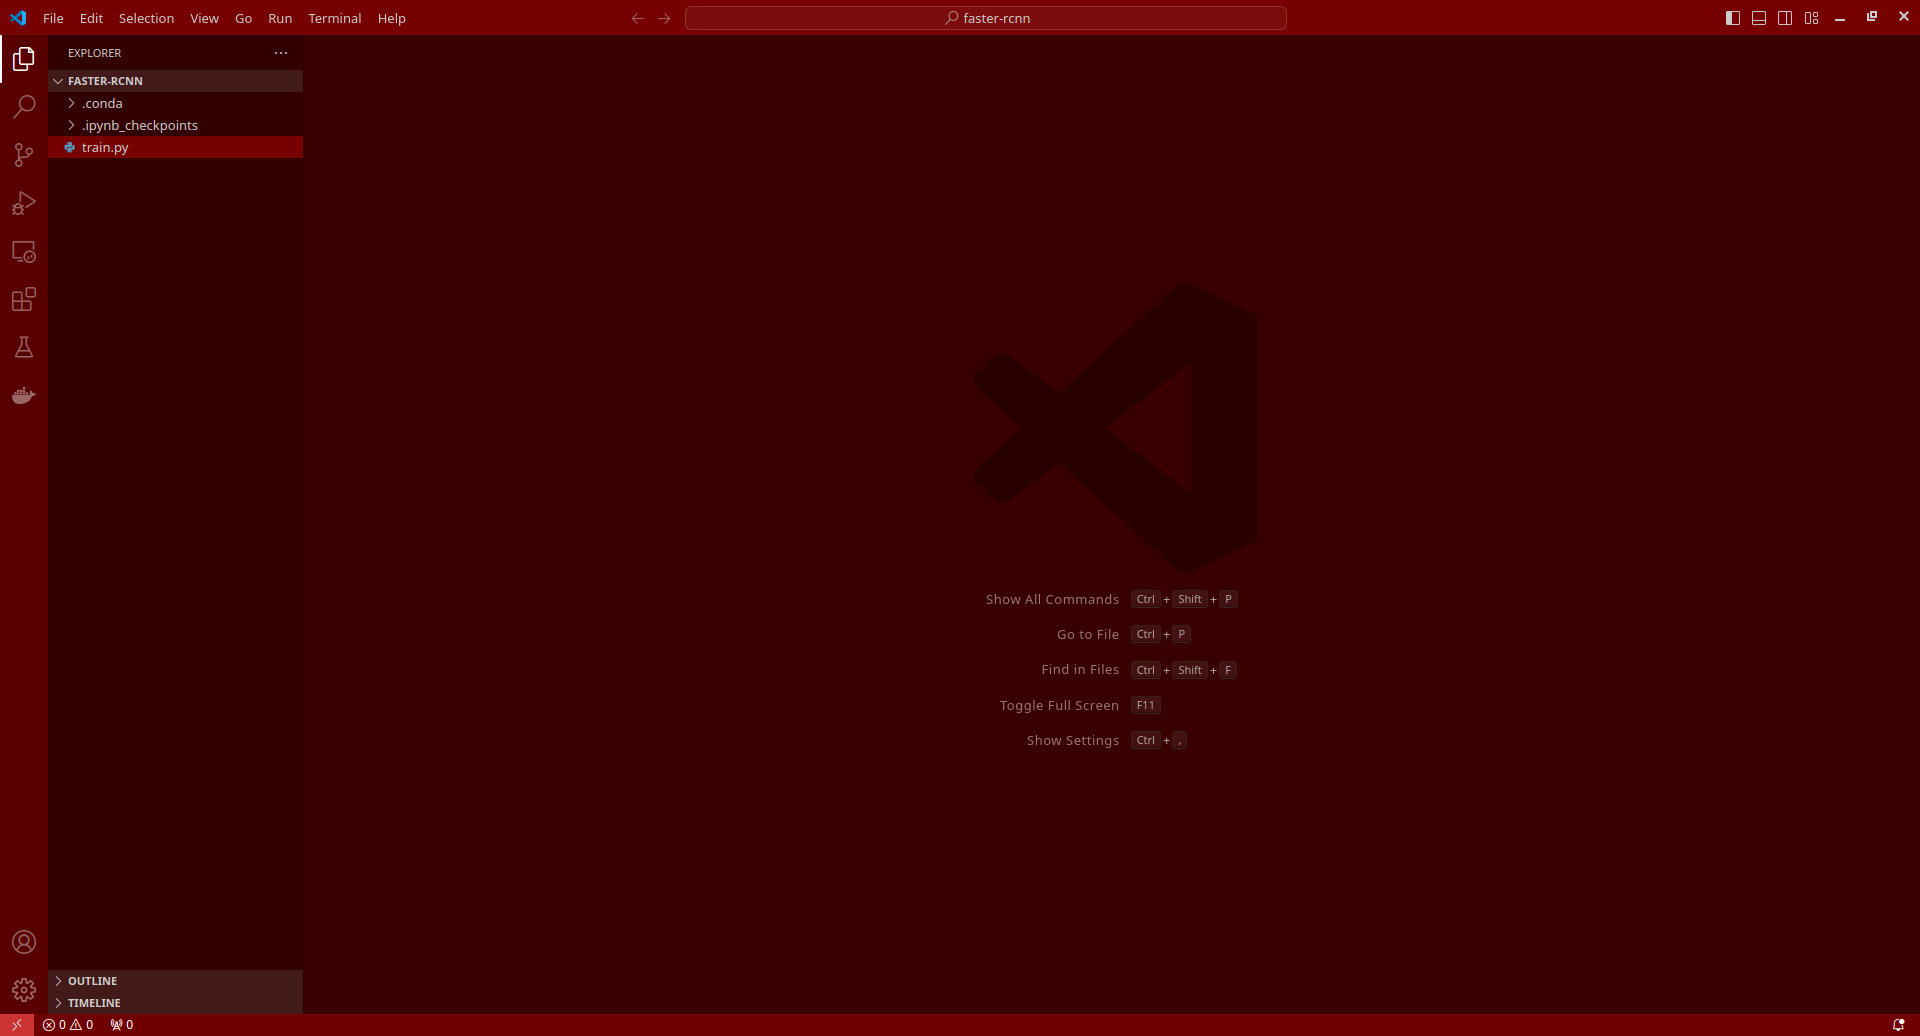 File Edit Selection View Go Run Terminal Help
faster-rcnn
EXPLORER
FASTER-RCNN
.conda
.ipynb_checkpoints
train.py
Show All Commands Ctrl + Shift + P
Go to File Ctrl + P
Find in Files Ctrl + Shift + F
Toggle Full Screen F11
Show Settings Ctrl + ,
OUTLINE
TIMELINE
0 0 0